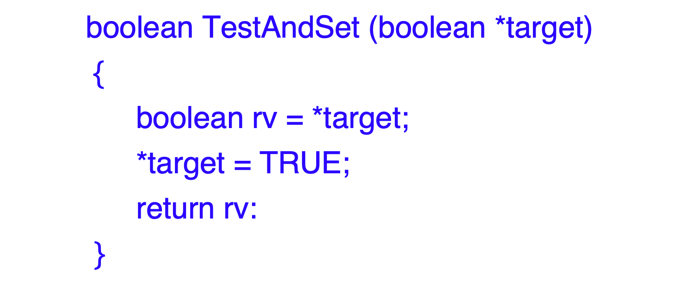 boolean TestAndSet (boolean *target)
{
boolean rv = *target;
*target = TRUE;
return rv:
}